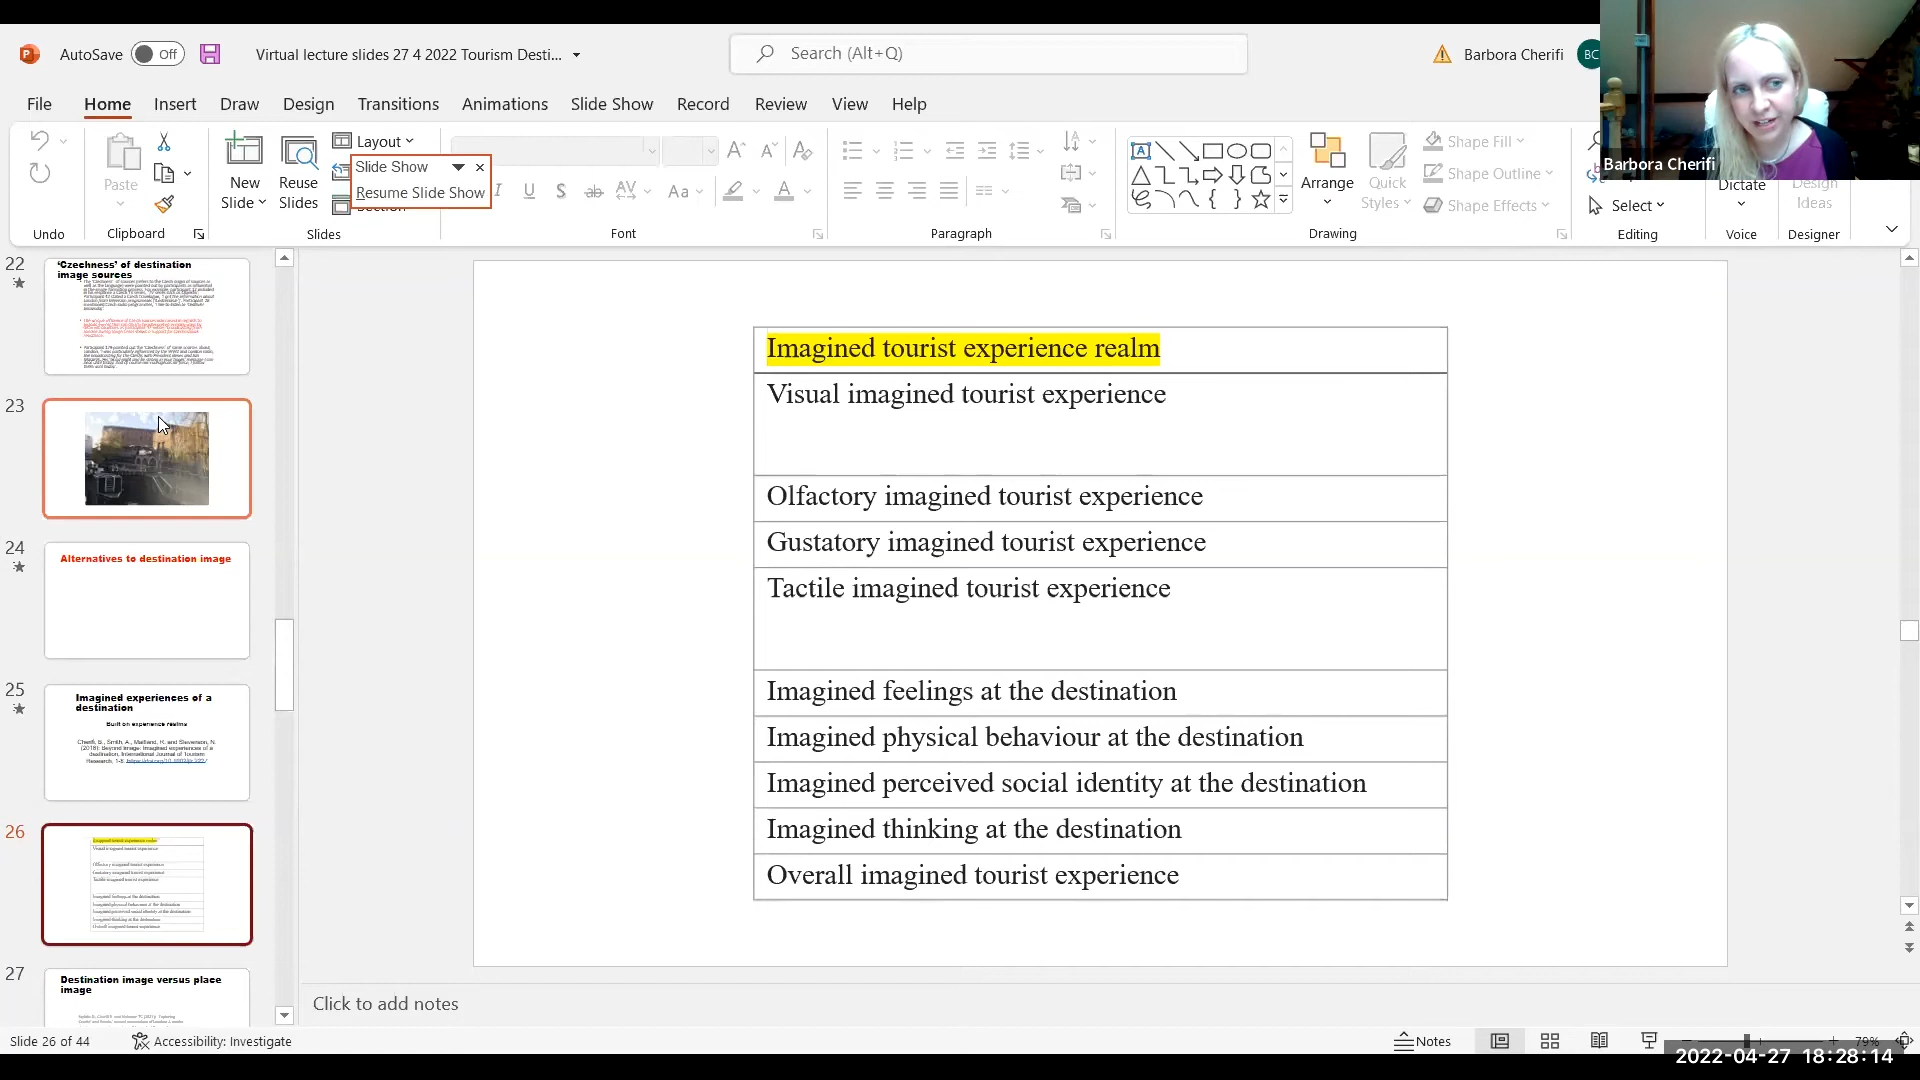 AutoSave Off Virtual lecture slides 27 4 2022 Tourism Desti... Search (Alt+Q) Barbora Cherifi BC
File Home Insert Draw Design Transitions Animations Slide Show Record Review View Help
Barbora Cherifi
Paste
New Slide
Reuse Slides
Layout
Slide Show
Resume Slide Show
Section
Arrange
Quick Styles
Shape Fill
Shape Outline
Shape Effects
Select
Dictate
Design Ideas
Undo Clipboard Slides Font Paragraph Drawing Editing Voice Designer
22
‘Czechness’ of destination
image sources
23
24
Alternatives to destination image
25
Imagined experiences of a
destination
Built on experience realms
26
27
Destination image versus place
image
Imagined tourist experience realm
Visual imagined tourist experience
Olfactory imagined tourist experience
Gustatory imagined tourist experience
Tactile imagined tourist experience
Imagined feelings at the destination
Imagined physical behaviour at the destination
Imagined perceived social identity at the destination
Imagined thinking at the destination
Overall imagined tourist experience
Click to add notes
Slide 26 of 44 Accessibility: Investigate Notes 79%
2022-04-27 18:28:14